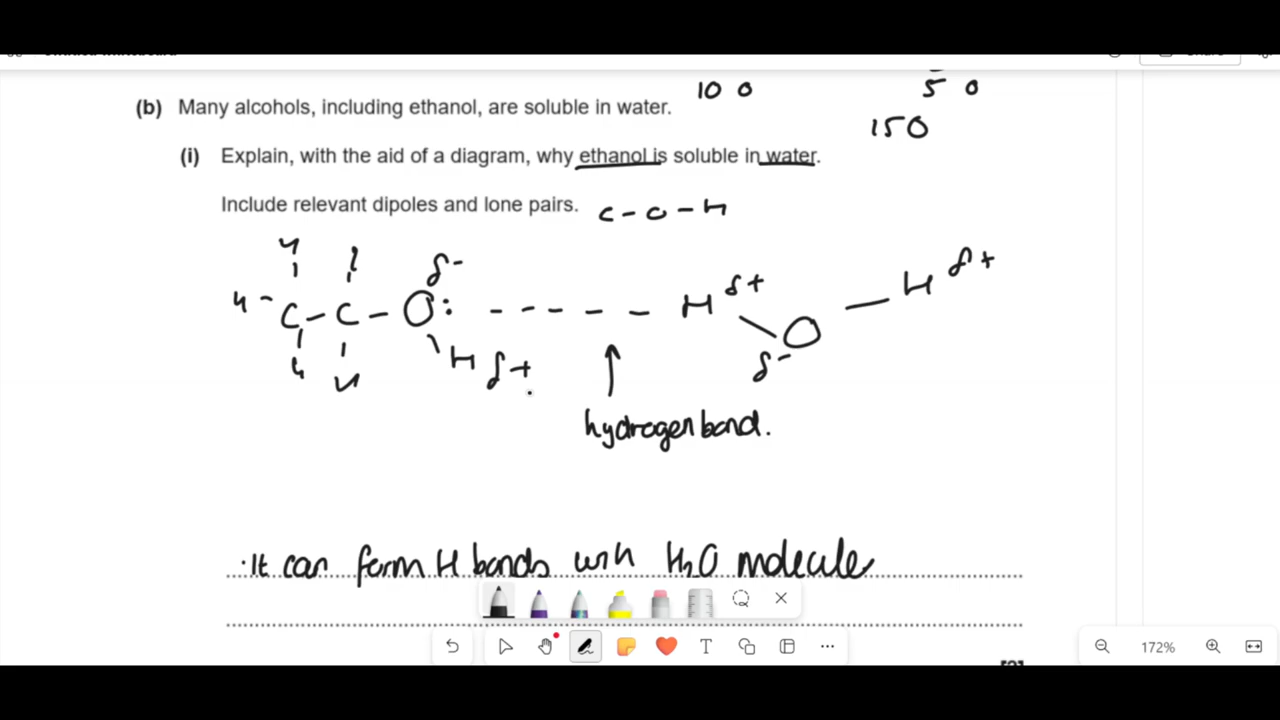 10 0
5 0
150
(b) Many alcohols, including ethanol, are soluble in water.
(i) Explain, with the aid of a diagram, why ethanol is soluble in water.
Include relevant dipoles and lone pairs.
C - O - H
H
δ- δ+ H δ+
H - C - C - O : - - - - - H
O
H δ+ δ-
H H
hydrogen bond.
· It can form H bonds with H2O molecule
172%